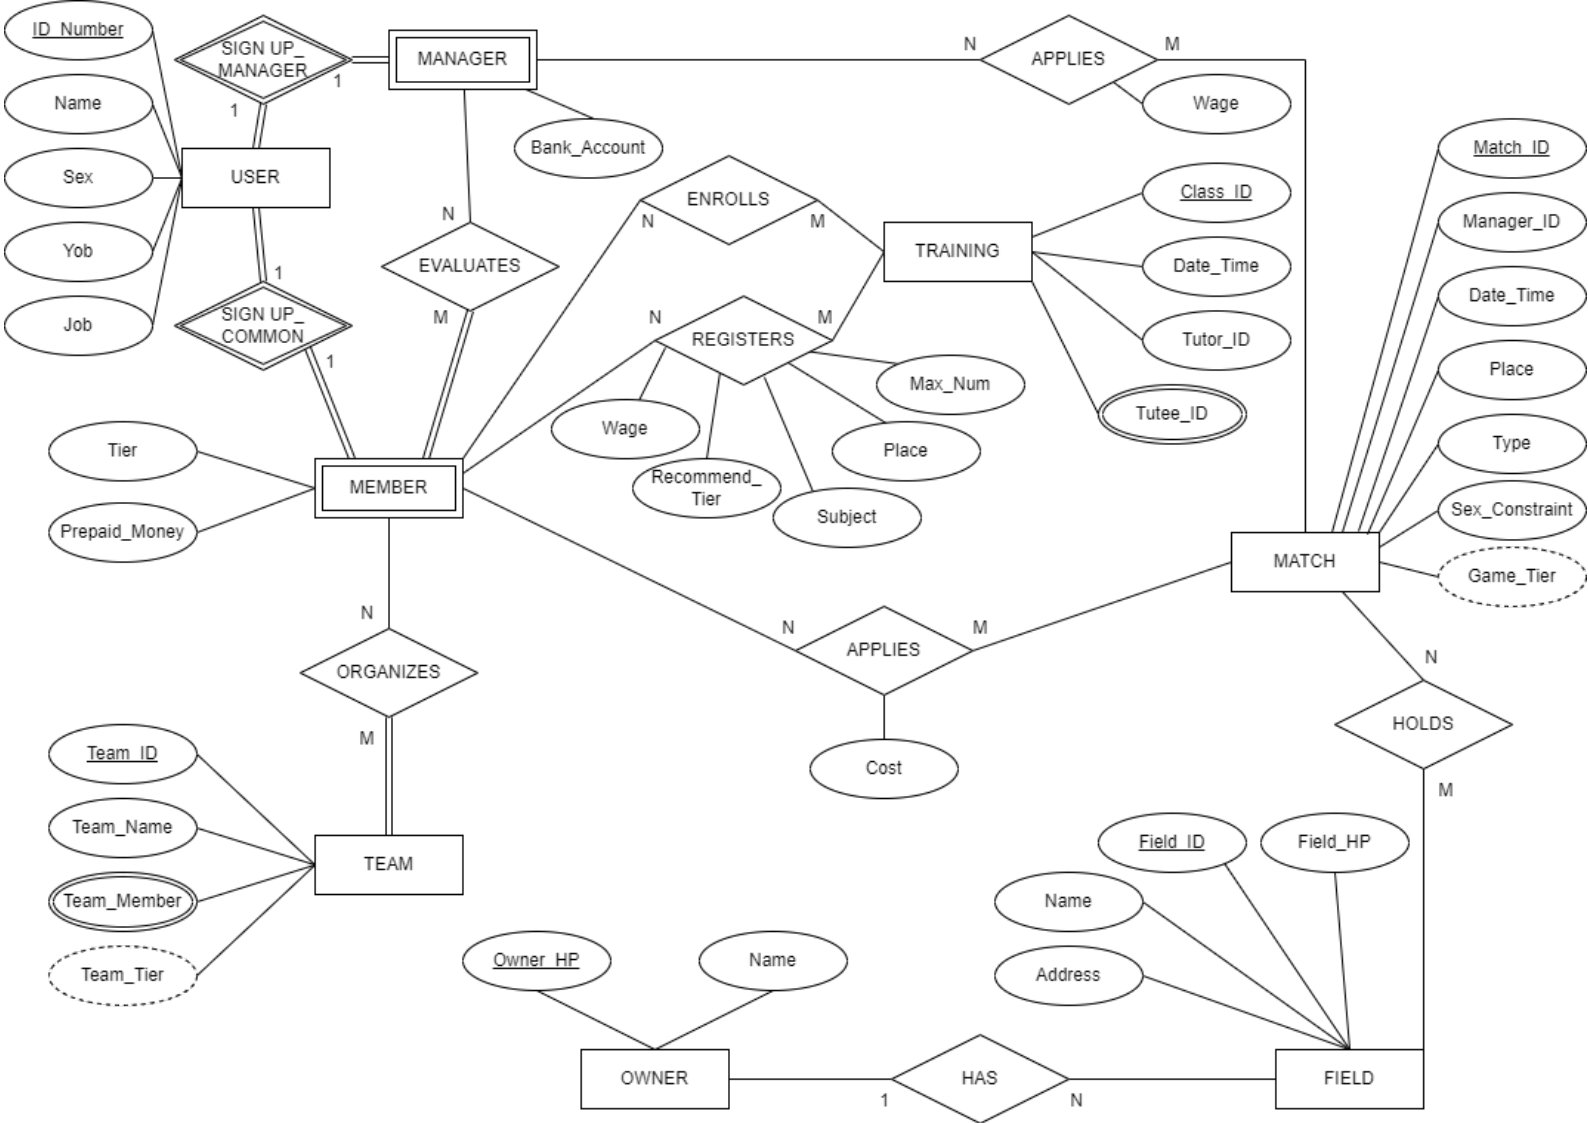 ID_Number
Name
Sex
Yob
Job
SIGN UP_
MANAGER
1
1
MANAGER
Bank_Account
USER
1
SIGN UP_
COMMON
1
N
EVALUATES
M
N
APPLIES
M
Wage
N
ENROLLS
M
TRAINING
Class_ID
Date_Time
Tutor_ID
Tutee_ID
N
REGISTERS
M
Wage
Recommend_
Tier
Subject
Place
Max_Num
Match_ID
Manager_ID
Date_Time
Place
Type
Sex_Constraint
Game_Tier
MATCH
Tier
Prepaid_Money
MEMBER
N
ORGANIZES
M
N
APPLIES
M
Cost
N
HOLDS
M
Team_ID
Team_Name
Team_Member
Team_Tier
TEAM
Owner_HP
Name
OWNER
1
HAS
N
Field_ID
Field_HP
Name
Address
FIELD